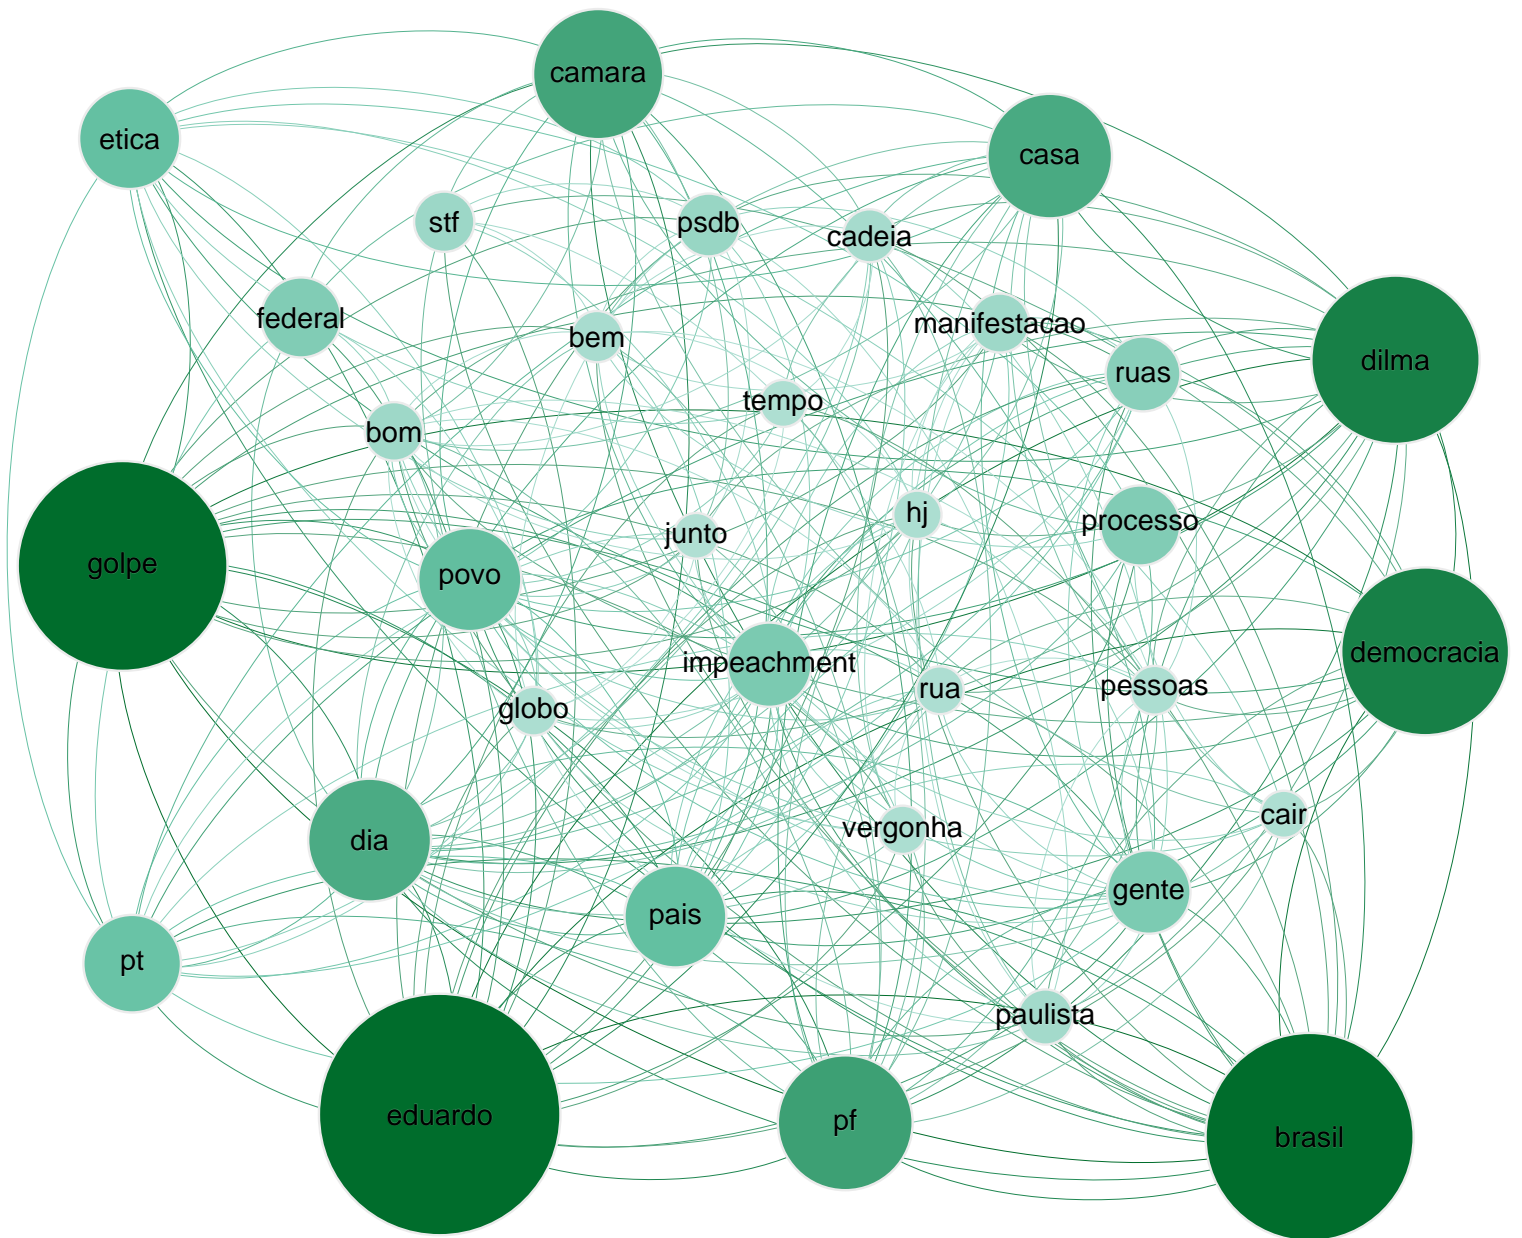 camara
etica
casa
stf
psdb
cadeia
federal
bem
manifestacao
dilma
ruas
tempo
bom
hj
processo
junto
golpe
povo
impeachment
democracia
rua
pessoas
globo
cair
vergonha
dia
gente
pais
pt
paulista
eduardo
pf
brasil